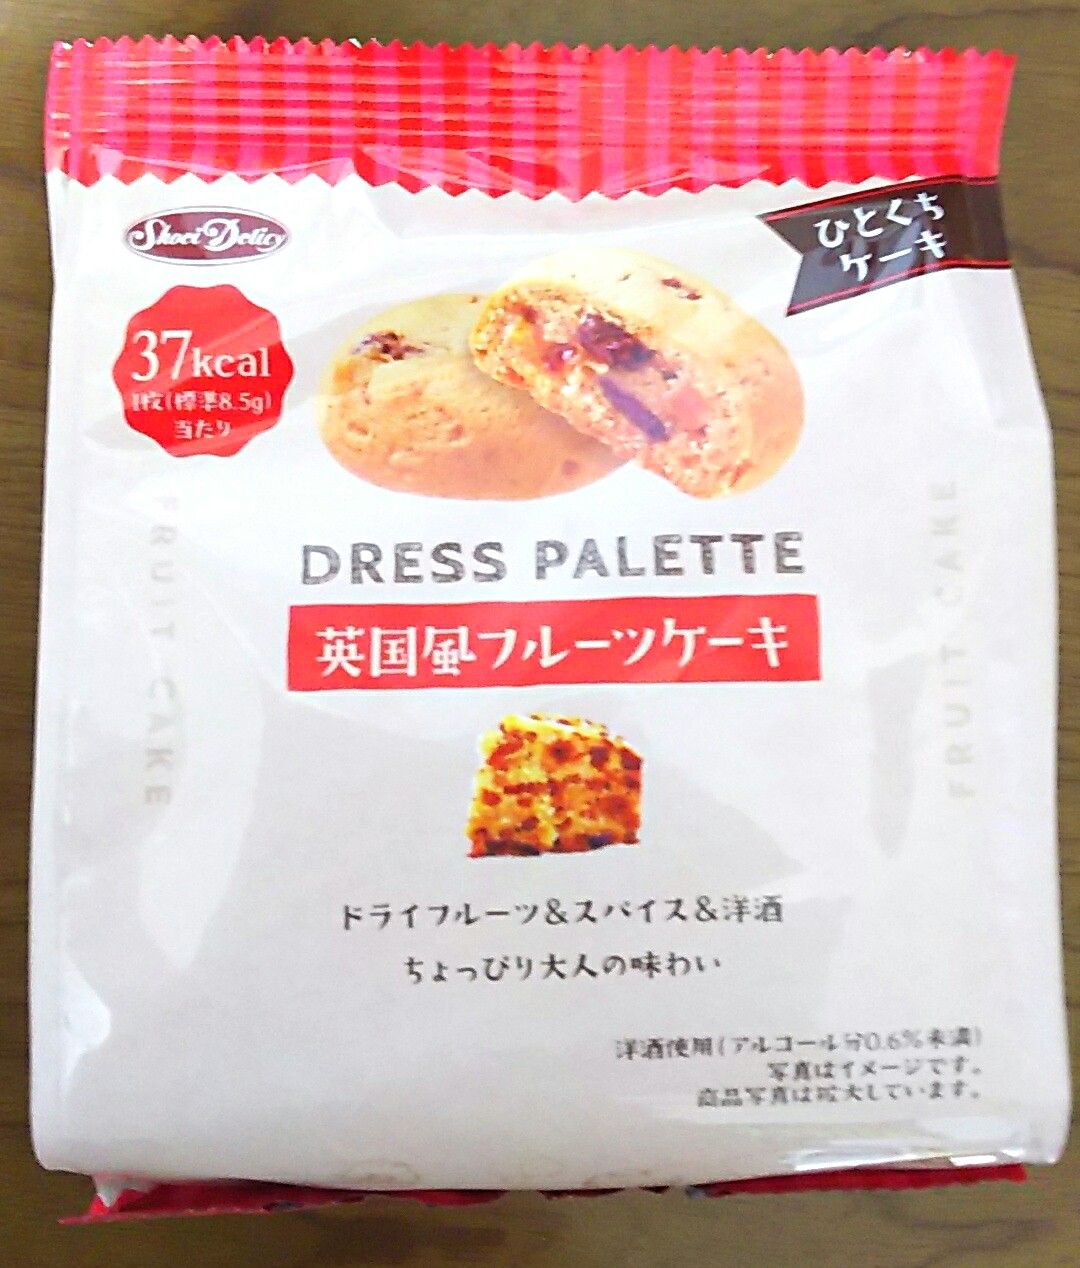 Shoei Delicy
ひとくち
ケーキ
37kcal
1枚(標準8.5g)
当たり
DRESS PALETTE
英国風フルーツケーキ
FRUIT CAKE
FRUIT CAKE
ドライフルーツ&スパイス&洋酒
ちょっぴり大人の味わい
洋酒使用(アルコール分0.6%未満)
写真はイメージです。
商品写真は拡大しています。